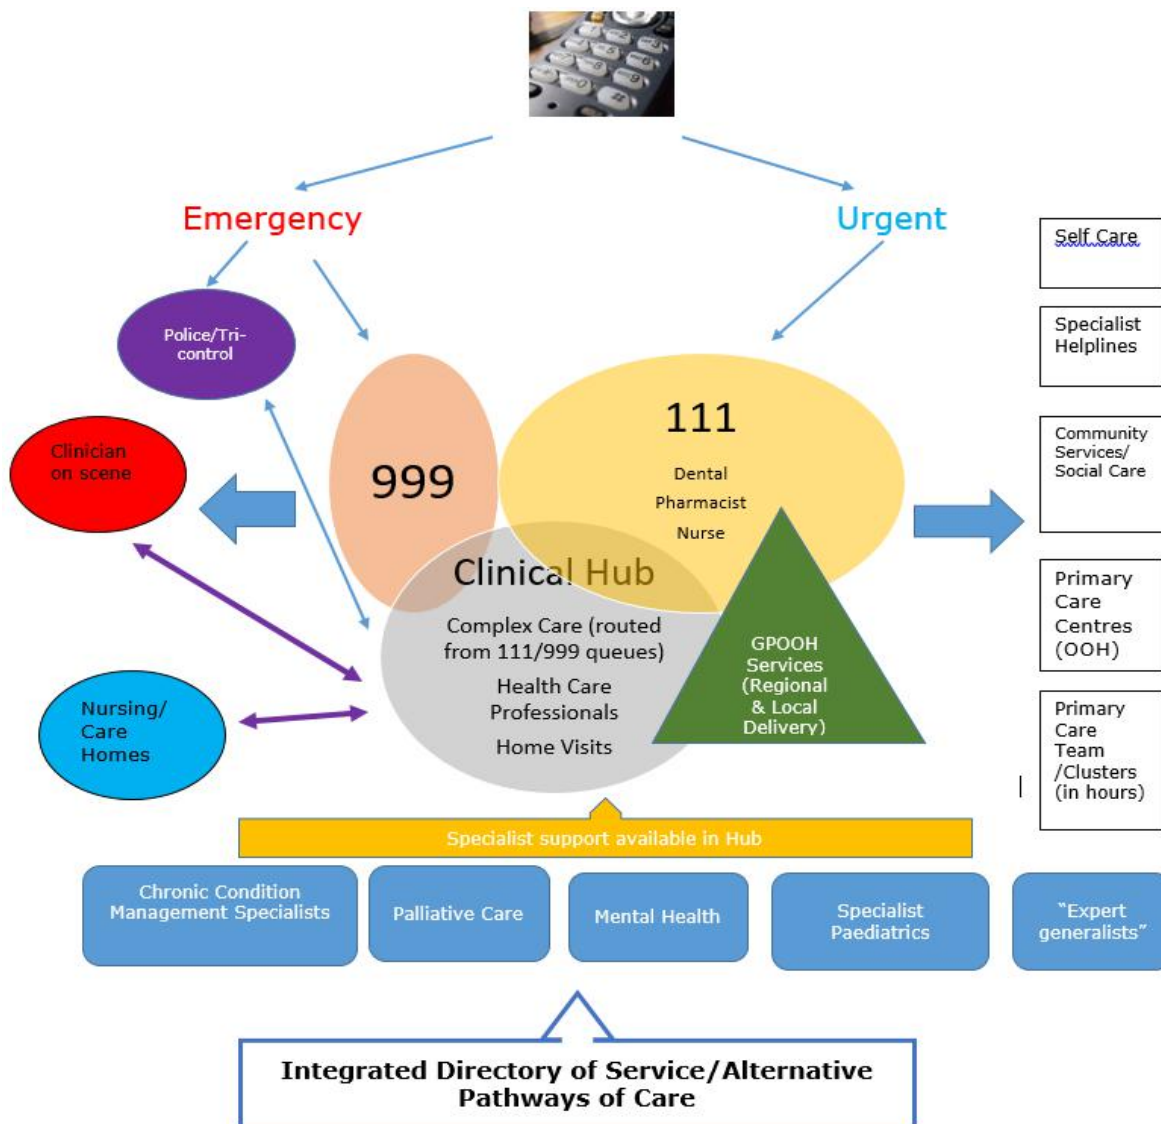 Emergency
Urgent
Self Care
Police/Tri-
control
Specialist
Helplines
111
Dental
Pharmacist
Nurse
999
Clinician
on scene
Community
Services/
Social Care
Clinical Hub
Complex Care (routed
from 111/999 queues)
Health Care
Professionals
Home Visits
GPOOH
Services
(Regional
& Local
Delivery)
Primary
Care
Centres
(OOH)
Nursing/
Care
Homes
Primary
Care
Team
/Clusters
(in hours)
Specialist support available in Hub
Chronic Condition
Management Specialists
Palliative Care
Mental Health
Specialist
Paediatrics
“Expert
generalists”
Integrated Directory of Service/Alternative
Pathways of Care